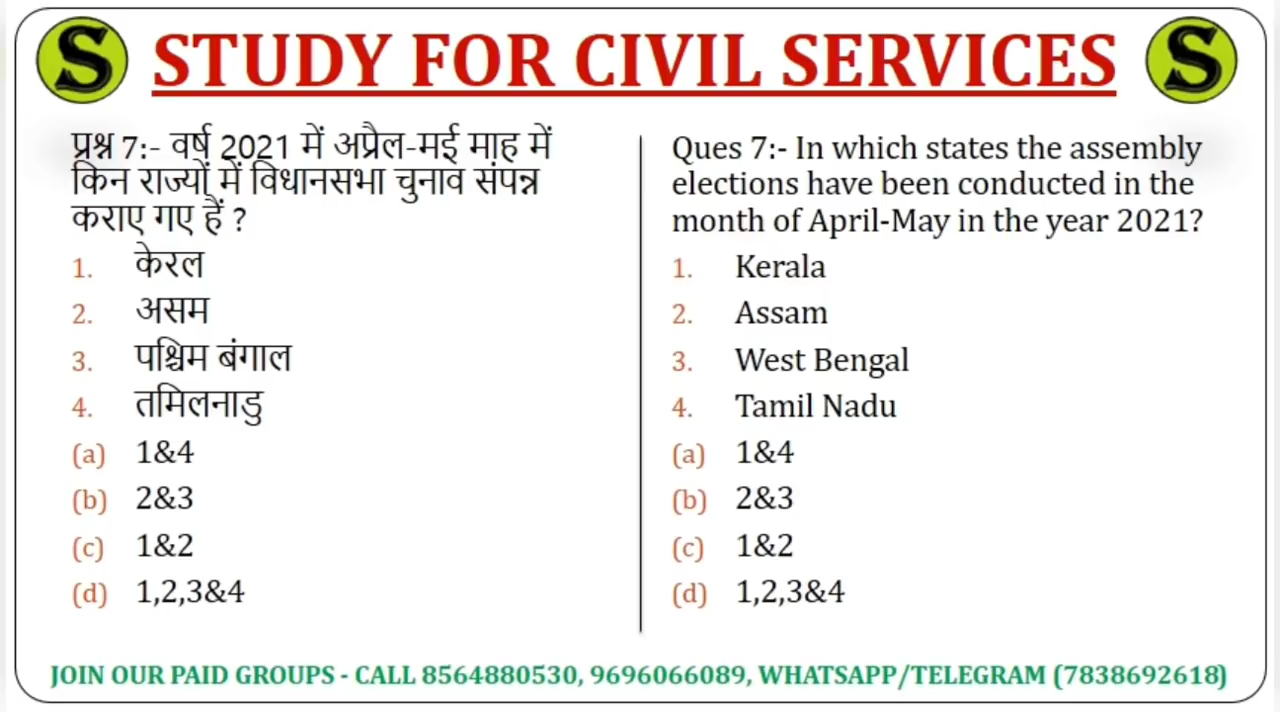 S STUDY FOR CIVIL SERVICES S
प्रश्न 7:- वर्ष 2021 में अप्रैल-मई माह में
किन राज्यों में विधानसभा चुनाव संपन्न
कराए गए हैं ?
1. केरल
2. असम
3. पश्चिम बंगाल
4. तमिलनाडु
(a) 1&4
(b) 2&3
(c) 1&2
(d) 1,2,3&4
Ques 7:- In which states the assembly
elections have been conducted in the
month of April-May in the year 2021?
1. Kerala
2. Assam
3. West Bengal
4. Tamil Nadu
(a) 1&4
(b) 2&3
(c) 1&2
(d) 1,2,3&4
JOIN OUR PAID GROUPS - CALL 8564880530, 9696066089, WHATSAPP/TELEGRAM (7838692618)